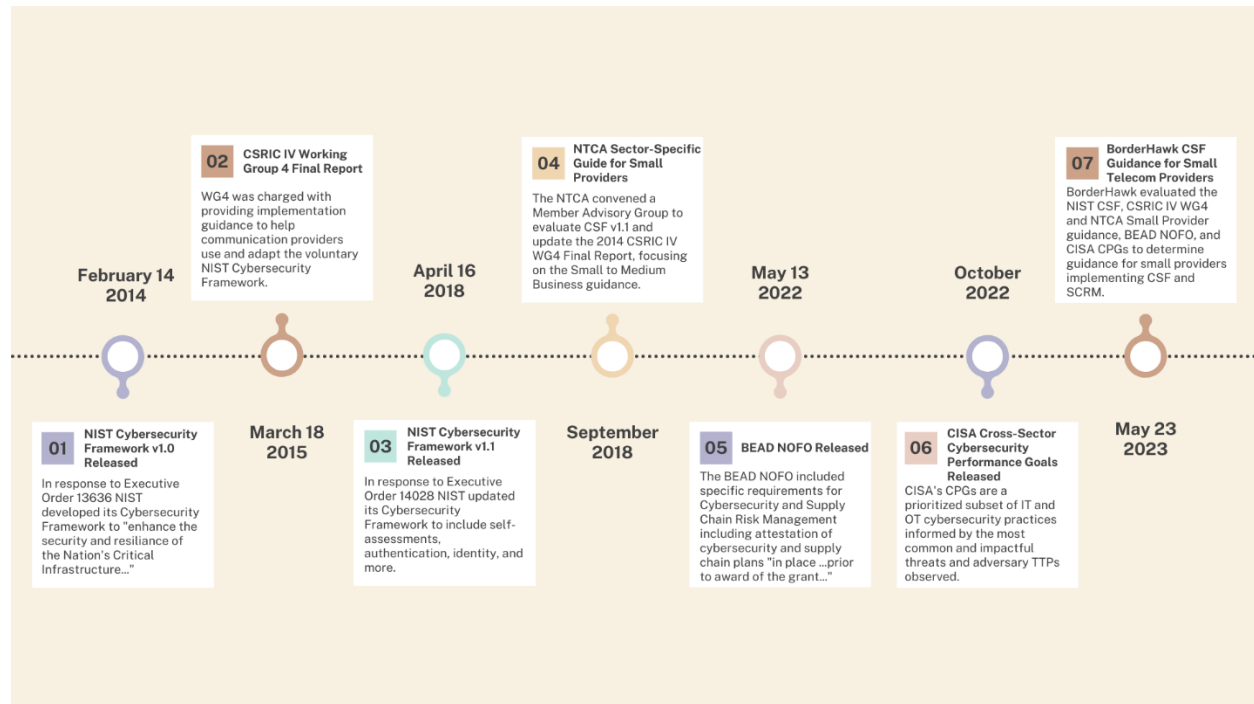 February 14
2014
01
NIST Cybersecurity
Framework v1.0
Released
In response to Executive
Order 13636 NIST
developed its Cybersecurity
Framework to "enhance the
security and resiliance of
the Nation's Critical
Infrastructure..."
02
CSRIC IV Working
Group 4 Final Report
WG4 was charged with
providing implementation
guidance to help
communication providers
use and adapt the voluntary
NIST Cybersecurity
Framework.
March 18
2015
April 16
2018
03
NIST Cybersecurity
Framework v1.1
Released
In response to Executive
Order 14028 NIST updated
its Cybersecurity
Framework to include self-
assessments,
authentication, identity, and
more.
04
NTCA Sector-Specific
Guide for Small
Providers
The NTCA convened a
Member Advisory Group to
evaluate CSF v1.1 and
update the 2014 CSRIC IV
WG4 Final Report, focusing
on the Small to Medium
Business guidance.
September
2018
May 13
2022
05
BEAD NOFO Released
The BEAD NOFO included
specific requirements for
Cybersecurity and Supply
Chain Risk Management
including attestation of
cybersecurity and supply
chain plans "in place ...prior
to award of the grant..."
October
2022
06
CISA Cross-Sector
Cybersecurity
Performance Goals
Released
CISA's CPGs are a
prioritized subset of IT and
OT cybersecurity practices
informed by the most
common and impactful
threats and adversary TTPs
observed.
07
BorderHawk CSF
Guidance for Small
Telecom Providers
BorderHawk evaluated the
NIST CSF, CSRIC IV WG4
and NTCA Small Provider
guidance, BEAD NOFO, and
CISA CPGs to determine
guidance for small providers
implementing CSF and
SCRM.
May 23
2023